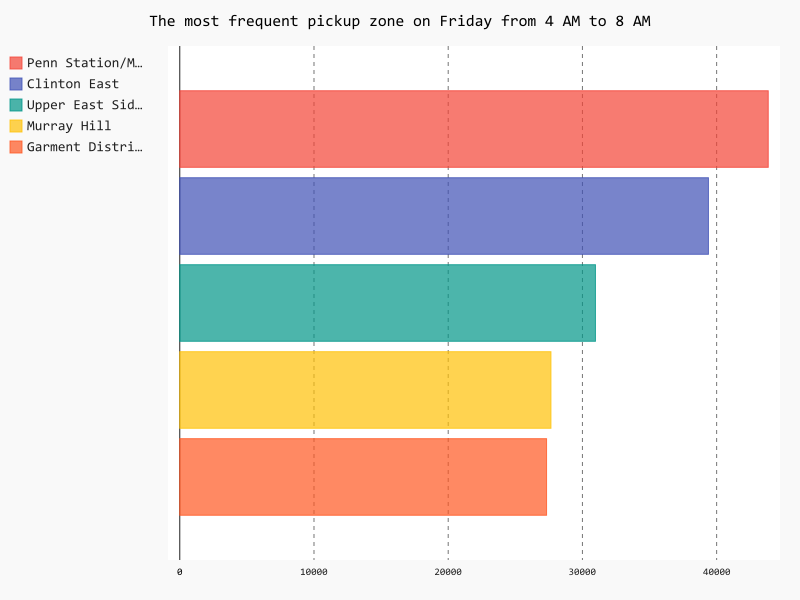 The most frequent pickup zone on Friday from 4 AM to 8 AM
Penn Station/M…
Clinton East
Upper East Sid…
Murray Hill
Garment Distri…
0 10000 20000 30000 40000